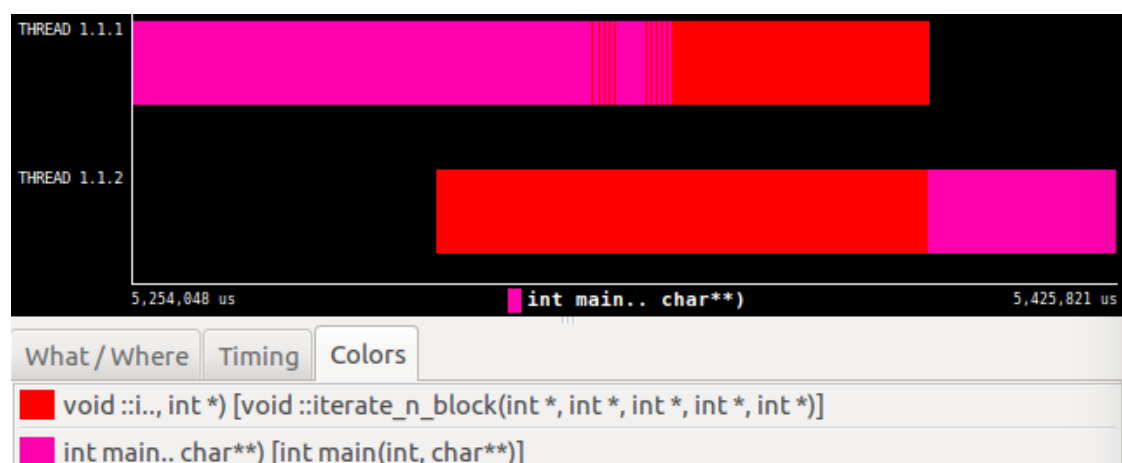 THREAD 1.1.1
THREAD 1.1.2
5,254,048 us int main.. char**) 5,425,821 us
What / Where Timing Colors
void ::i.., int *) [void ::iterate_n_block(int *, int *, int *, int *, int *)]
int main.. char**) [int main(int, char**)]